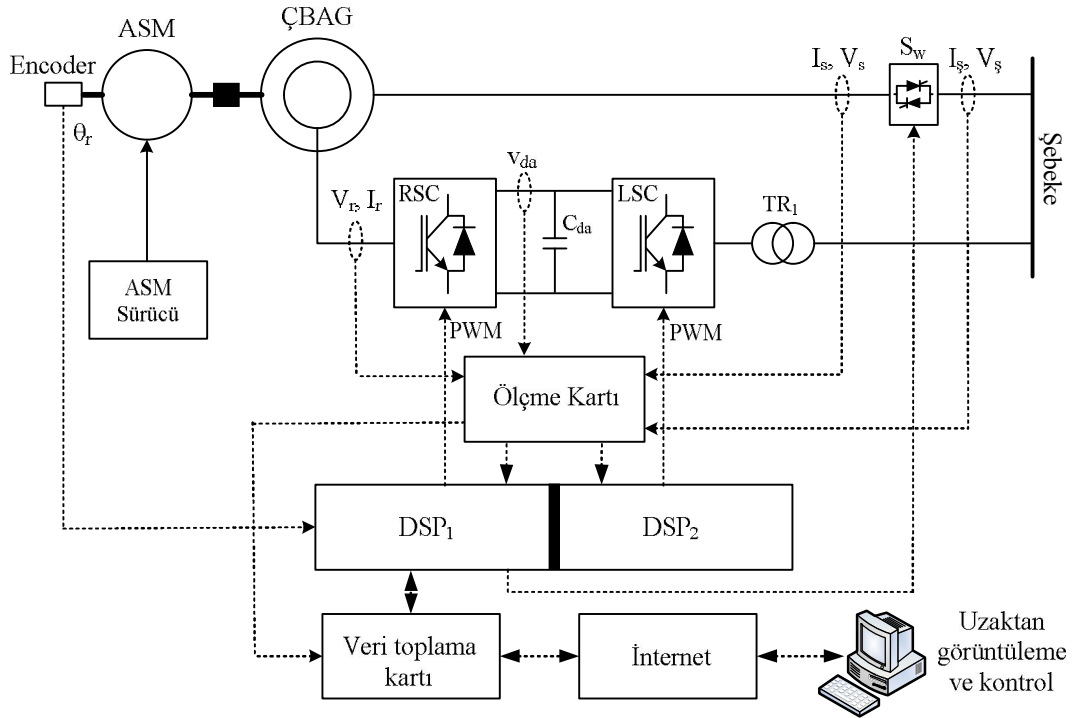 ASM
ÇBAG
Encoder
θr
Is, Vs
Sw
Iş, Vş
Şebeke
vda
Vr, Ir
RSC
Cda
LSC
TR1
ASM
Sürücü
PWM
PWM
Ölçme Kartı
DSP1
DSP2
Veri toplama
kartı
İnternet
Uzaktan
görüntüleme
ve kontrol